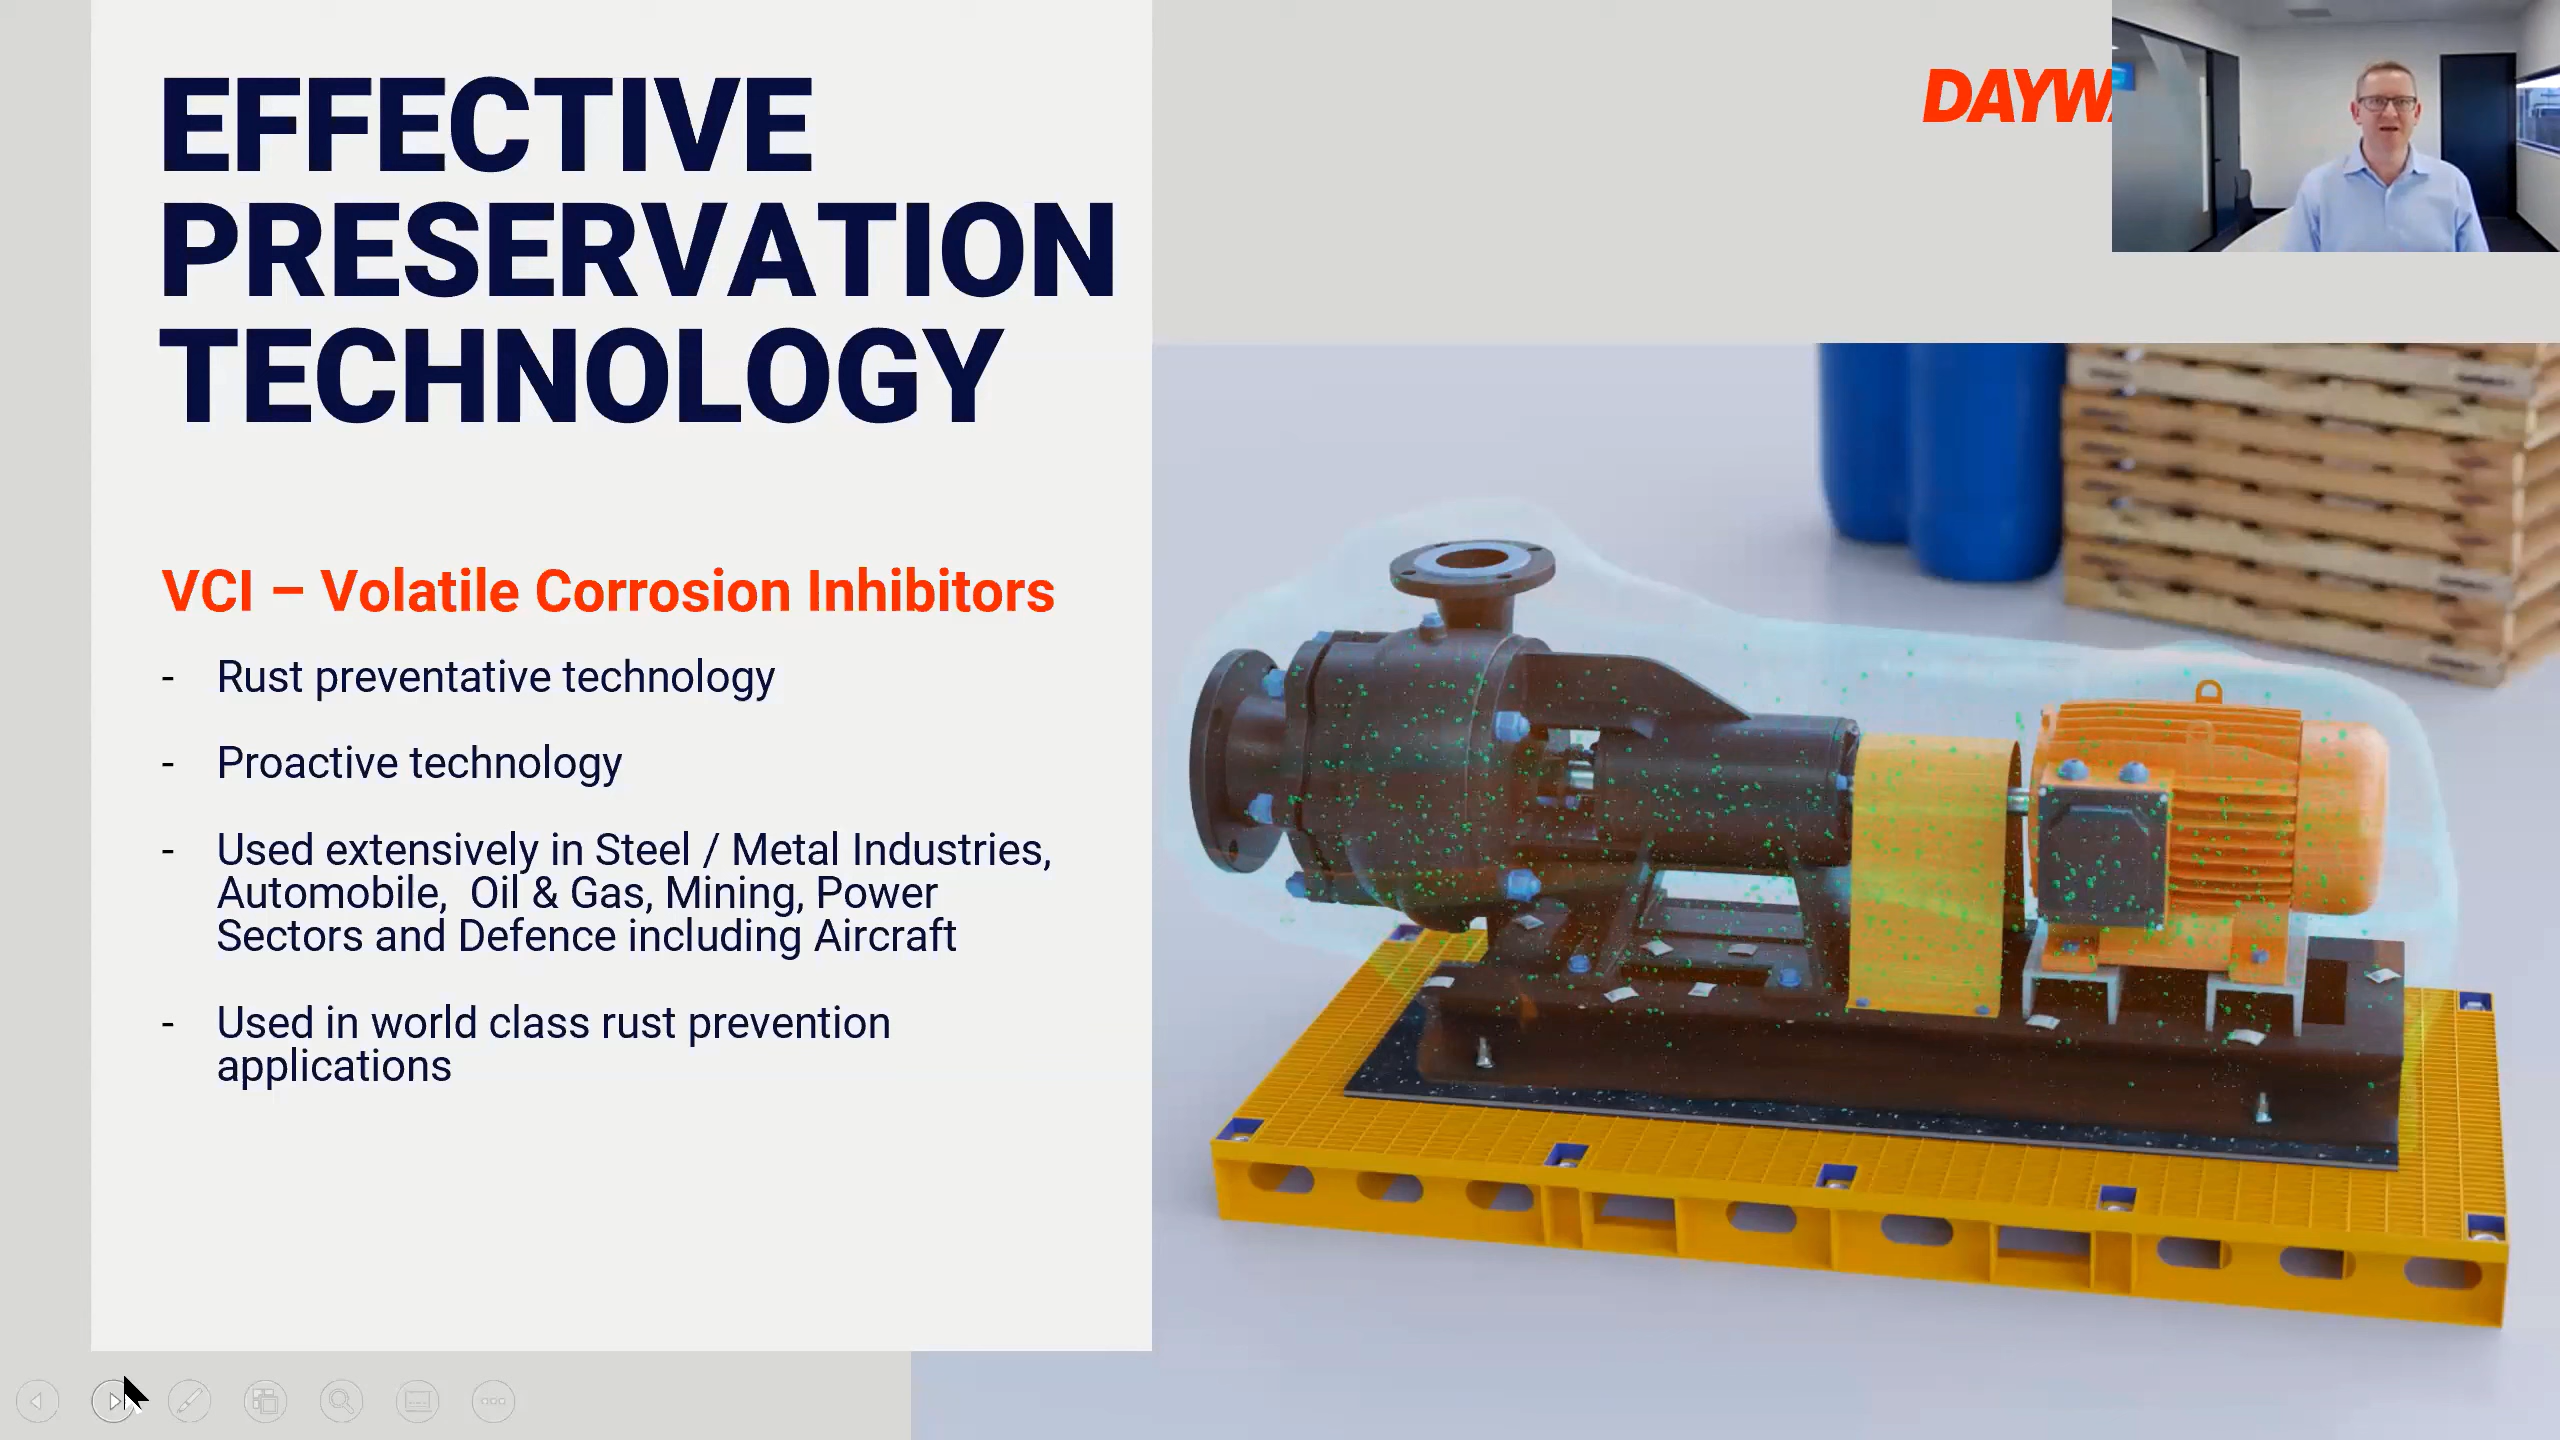 EFFECTIVE
PRESERVATION
TECHNOLOGY
VCI – Volatile Corrosion Inhibitors
- Rust preventative technology
- Proactive technology
- Used extensively in Steel / Metal Industries,
Automobile, Oil & Gas, Mining, Power
Sectors and Defence including Aircraft
- Used in world class rust prevention
applications
DAYW